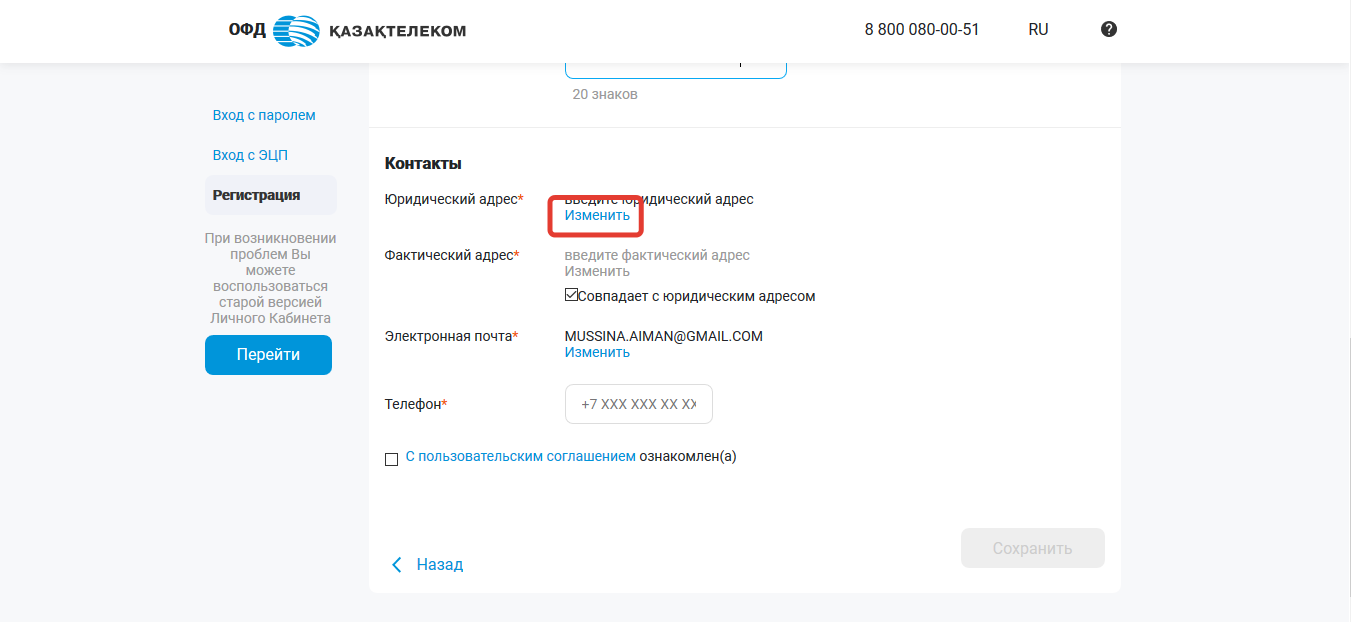 ОФД ҚАЗАҚТЕЛЕКОМ
8 800 080-00-51
RU
?
20 знаков
Вход с паролем
Вход с ЭЦП
Регистрация
При возникновении
проблем Вы
можете
воспользоваться
старой версией
Личного Кабинета
Перейти
Контакты
Юридический адрес*
введите юридический адрес
Изменить
Фактический адрес*
введите фактический адрес
Изменить
Совпадает с юридическим адресом
Электронная почта*
MUSSINA.AIMAN@GMAIL.COM
Изменить
Телефон*
+7 XXX XXX XX XX
С пользовательским соглашением ознакомлен(а)
Назад
Сохранить